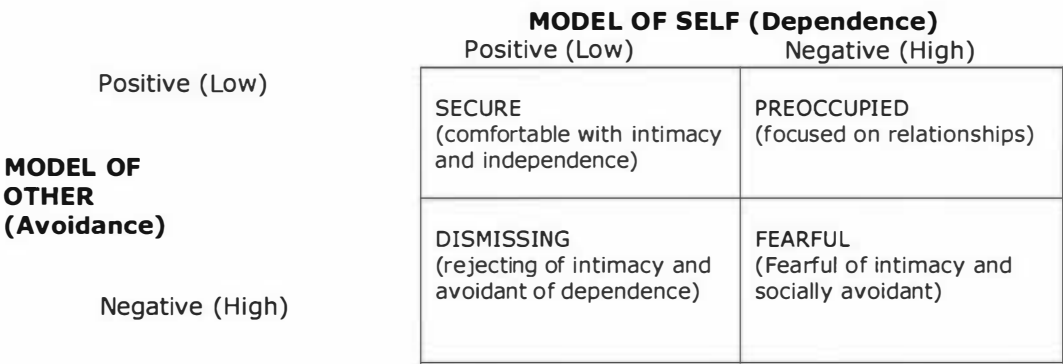 MODEL OF SELF (Dependence)
Positive (Low)
Negative (High)
Positive (Low)
SECURE
(comfortable with intimacy
and independence)
PREOCCUPIED
(focused on relationships)
MODEL OF
OTHER
(Avoidance)
DISMISSING
(rejecting of intimacy and
avoidant of dependence)
FEARFUL
(Fearful of intimacy and
socially avoidant)
Negative (High)